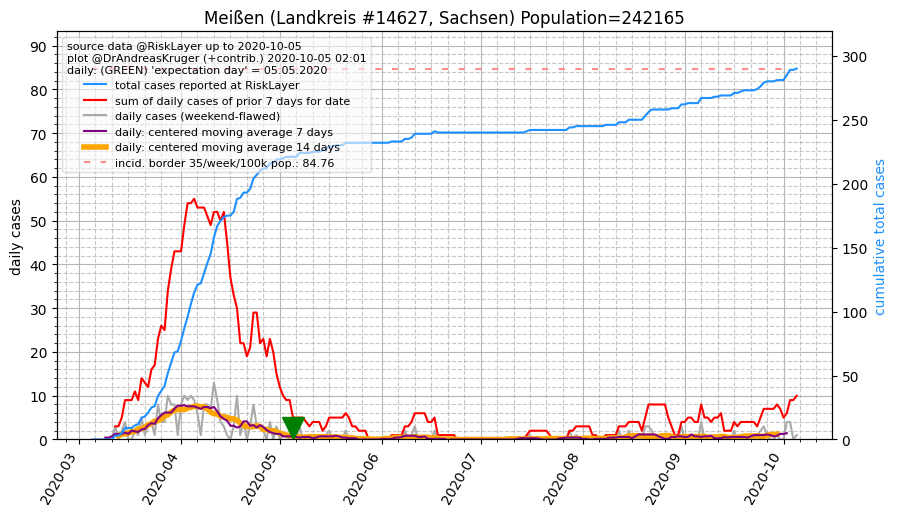 Meißen (Landkreis #14627, Sachsen) Population=242165
source data @RiskLayer up to 2020-10-05
plot @DrAndreasKruger (+contrib.) 2020-10-05 02:01
daily: (GREEN) 'expectation day' = 05.05.2020
total cases reported at RiskLayer
sum of daily cases of prior 7 days for date
daily cases (weekend-flawed)
daily: centered moving average 7 days
daily: centered moving average 14 days
incid. border 35/week/100k pop.: 84.76
daily cases
90
80
70
60
50
40
30
20
10
0
cumulative total cases
300
250
200
150
100
50
0
2020-03
2020-04
2020-05
2020-06
2020-07
2020-08
2020-09
2020-10